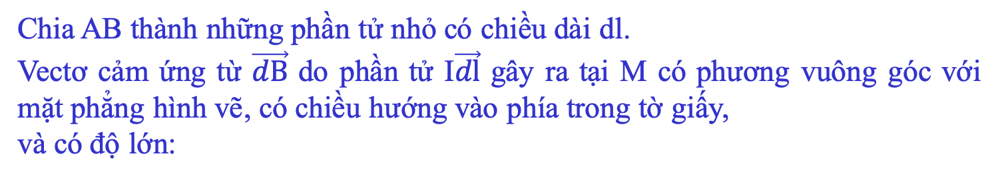 Chia AB thành những phần tử nhỏ có chiều dài dl.
Vectơ cảm ứng từ $\overrightarrow{dB}$ do phần tử I$\overrightarrow{dl}$ gây ra tại M có phương vuông góc với
mặt phẳng hình vẽ, có chiều hướng vào phía trong tờ giấy,
và có độ lớn: